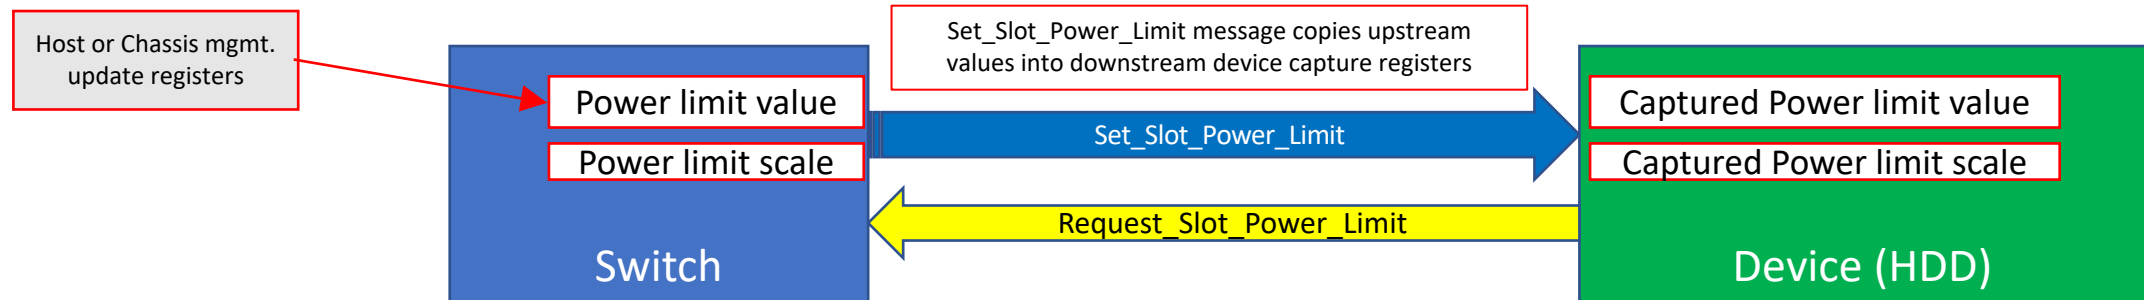 Host or Chassis mgmt.
update registers
Set_Slot_Power_Limit message copies upstream
values into downstream device capture registers
Power limit value
Power limit scale
Set_Slot_Power_Limit
Captured Power limit value
Captured Power limit scale
Request_Slot_Power_Limit
Switch
Device (HDD)